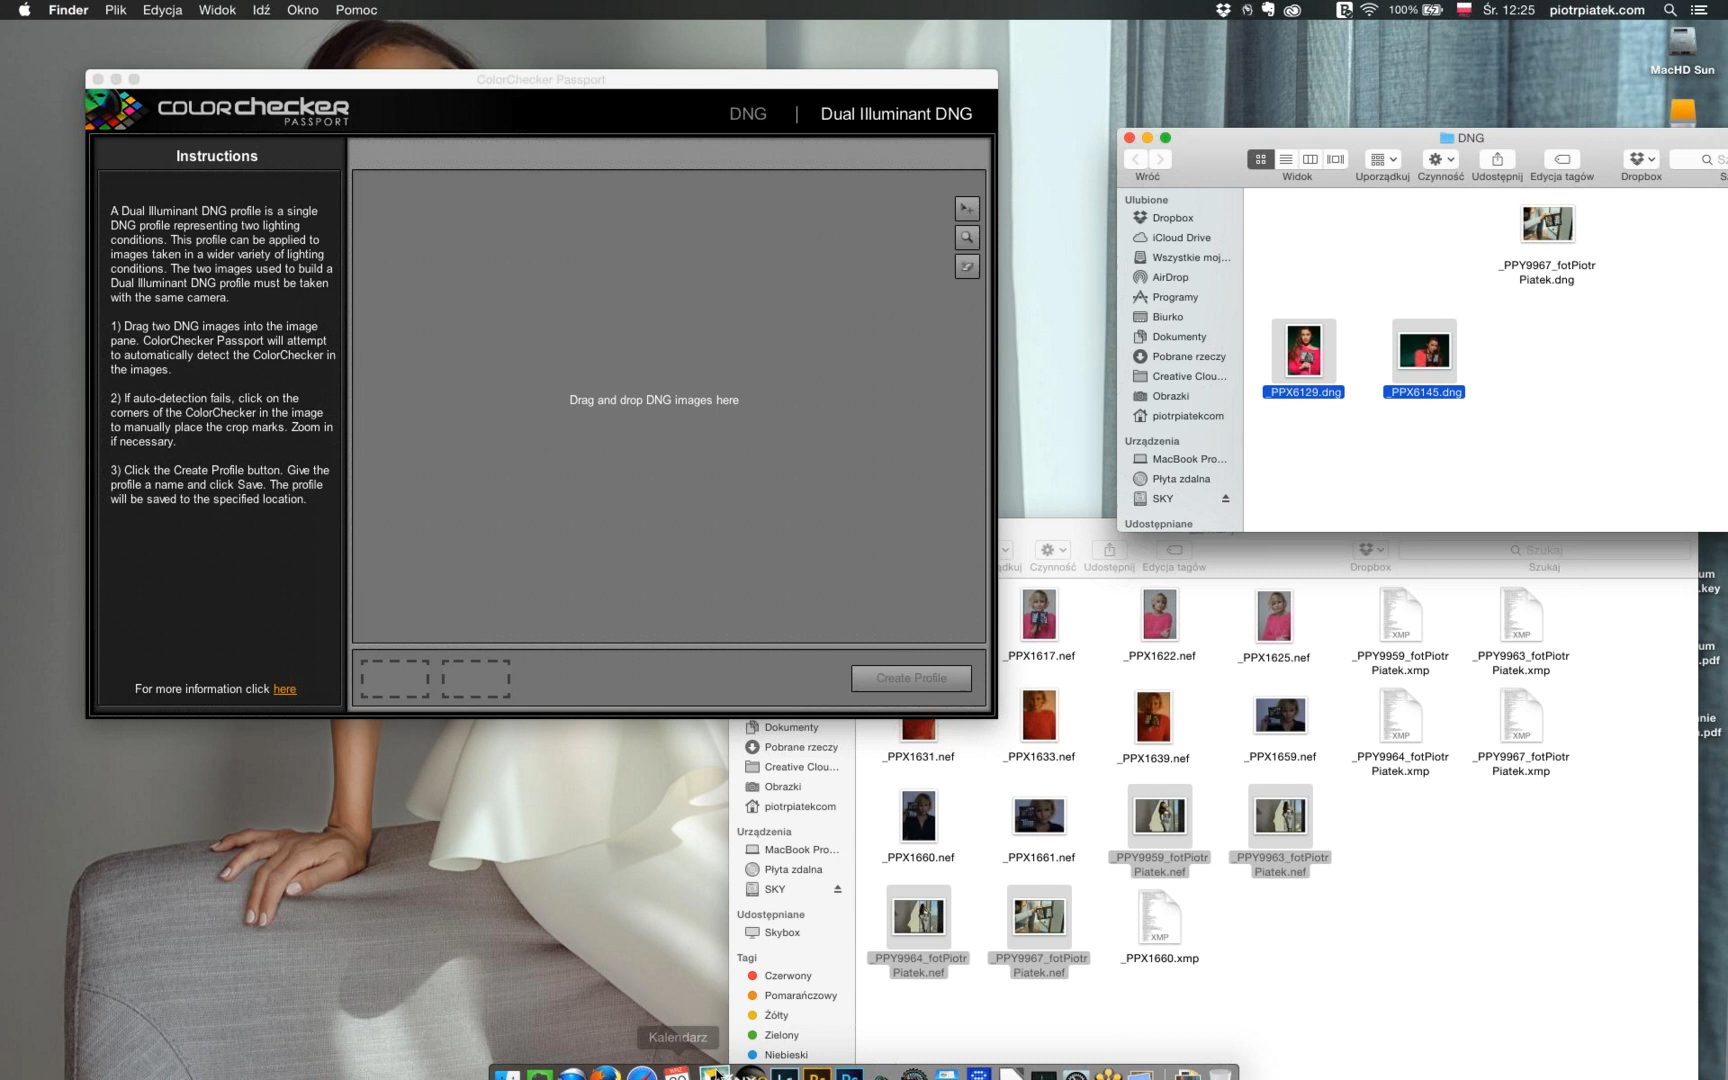 Finder Plik Edycja Widok Idź Okno Pomoc
100% Śr. 12:25 piotrpiatek.com
MacHD Sun
ColorChecker Passport
COLORCHECKER
PASSPORT
DNG | Dual Illuminant DNG
Instructions
A Dual Illuminant DNG profile is a single
DNG profile representing two lighting
conditions. This profile can be applied to
images taken in a wider variety of lighting
conditions. The two images used to build a
Dual Illuminant DNG profile must be taken
with the same camera.
1) Drag two DNG images into the image
pane. ColorChecker Passport will attempt
to automatically detect the ColorChecker in
the images.
2) If auto-detection fails, click on the
corners of the ColorChecker in the image
to manually place the crop marks. Zoom in
if necessary.
3) Click the Create Profile button. Give the
profile a name and click Save. The profile
will be saved to the specified location.
For more information click here
Drag and drop DNG images here
Create Profile
DNG
Wróć Widok Uporządkuj Czynność Udostępnij Edycja tagów Dropbox
Ulubione
Dropbox
iCloud Drive
Wszystkie moj...
AirDrop
Programy
Biurko
Dokumenty
Pobrane rzeczy
Creative Clou...
Obrazki
piotrpiatekcom
Urządzenia
MacBook Pro...
Płyta zdalna
SKY
Udostępniane
_PPY9967_fotPiotr
Piatek.dng
_PPX6129.dng _PPX6145.dng
Szukaj
dkuj Czynność Udostępnij Edycja tagów Dropbox Szukaj
um
.key
um
.pdf
nie
.pdf
_PPX1617.nef _PPX1622.nef _PPX1625.nef _PPY9959_fotPiotr _PPY9963_fotPiotr
Piatek.xmp Piatek.xmp
XMP XMP
_PPX1631.nef _PPX1633.nef _PPX1639.nef _PPX1659.nef _PPY9964_fotPiotr _PPY9967_fotPiotr
Piatek.xmp Piatek.xmp
XMP XMP
_PPX1660.nef _PPX1661.nef _PPY9959_fotPiotr _PPY9963_fotPiotr
Piatek.nef Piatek.nef
_PPY9964_fotPiotr _PPY9967_fotPiotr _PPX1660.xmp
Piatek.nef Piatek.nef
XMP
Dokumenty
Pobrane rzeczy
Creative Clou...
Obrazki
piotrpiatekcom
Urządzenia
MacBook Pro...
Płyta zdalna
SKY
Udostępniane
Skybox
Tagi
Czerwony
Pomarańczowy
Żółty
Zielony
Niebieski
Kalendarz